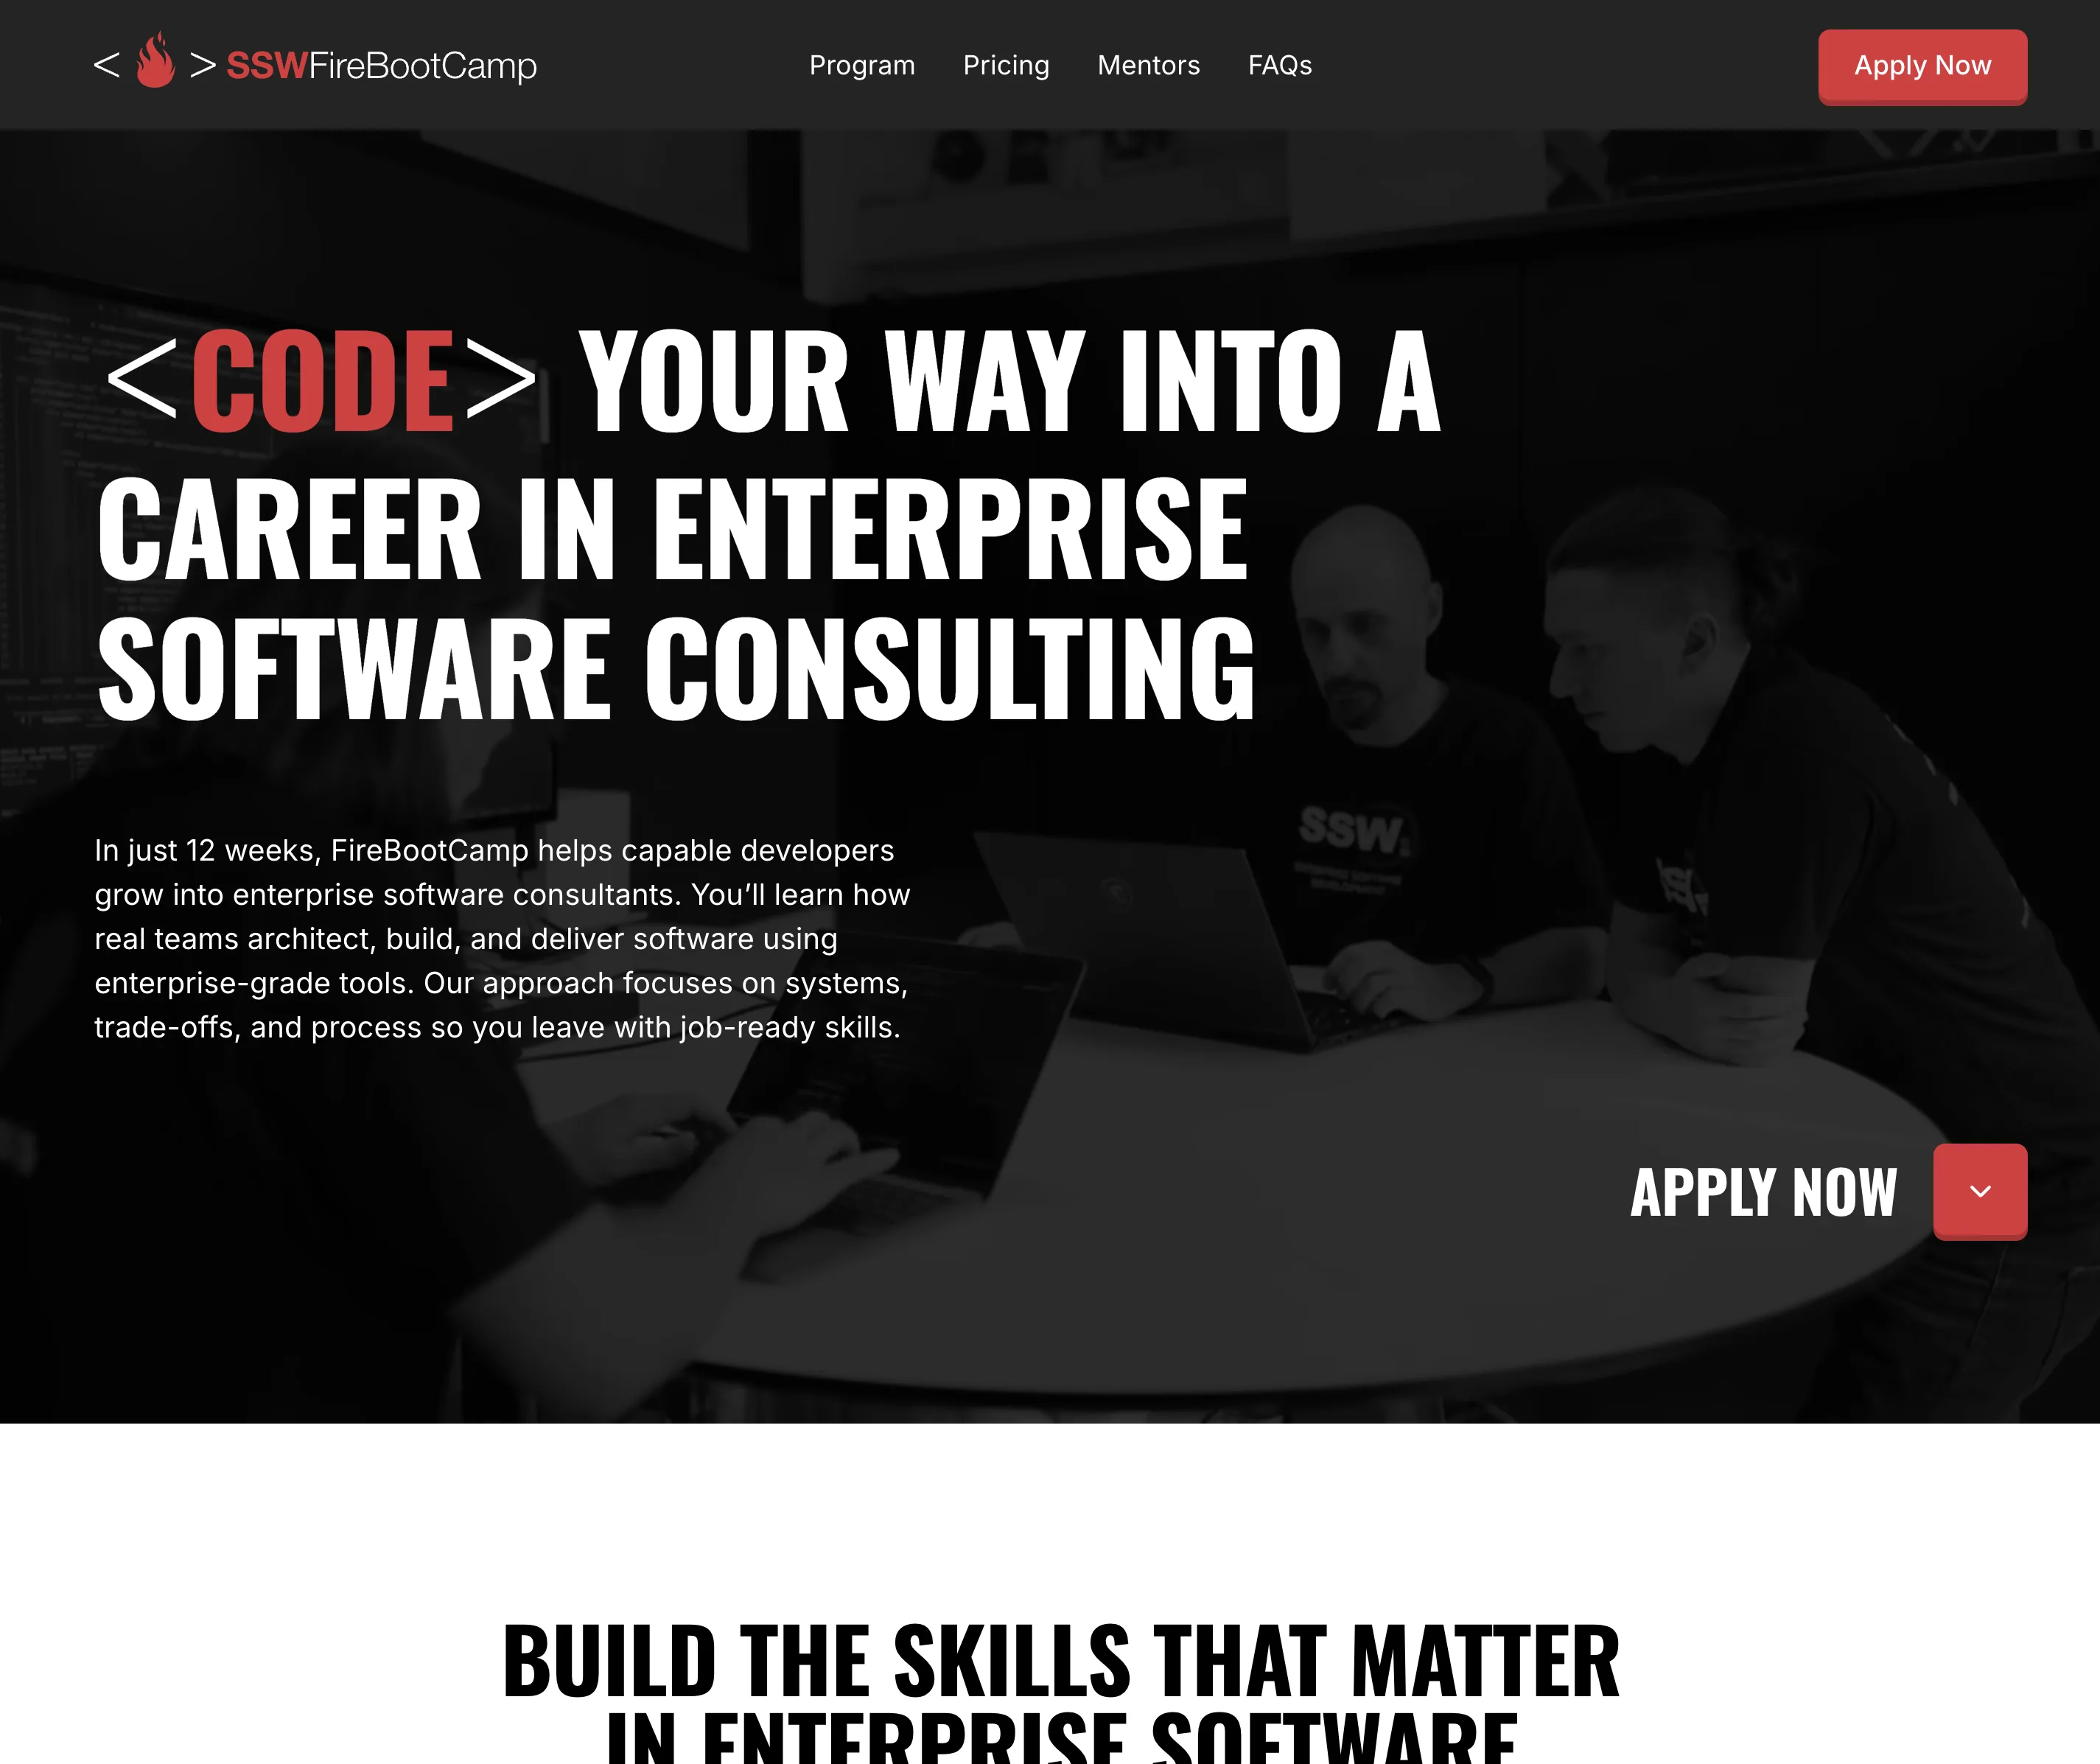 < > SSWFireBootCamp
Program
Pricing
Mentors
FAQs
Apply Now
<CODE> YOUR WAY INTO A
CAREER IN ENTERPRISE
SOFTWARE CONSULTING
In just 12 weeks, FireBootCamp helps capable developers
grow into enterprise software consultants. You’ll learn how
real teams architect, build, and deliver software using
enterprise-grade tools. Our approach focuses on systems,
trade-offs, and process so you leave with job-ready skills.
SSW
APPLY NOW
BUILD THE SKILLS THAT MATTER
IN ENTERPRISE SOFTWARE